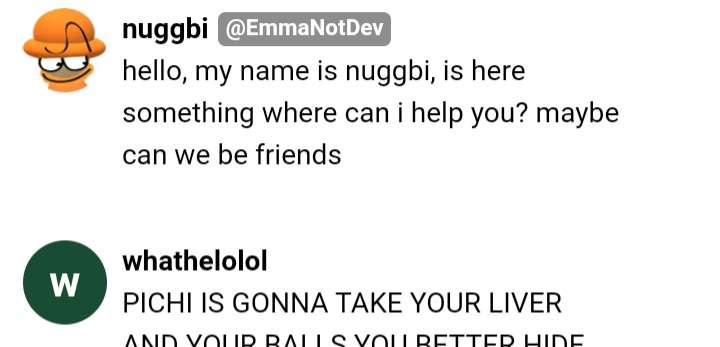 nuggbi @EmmaNotDev
hello, my name is nuggbi, is here
something where can i help you? maybe
can we be friends
W
whathelolol
PICHI IS GONNA TAKE YOUR LIVER
AND YOUR BALLS YOU BETTER HIDE